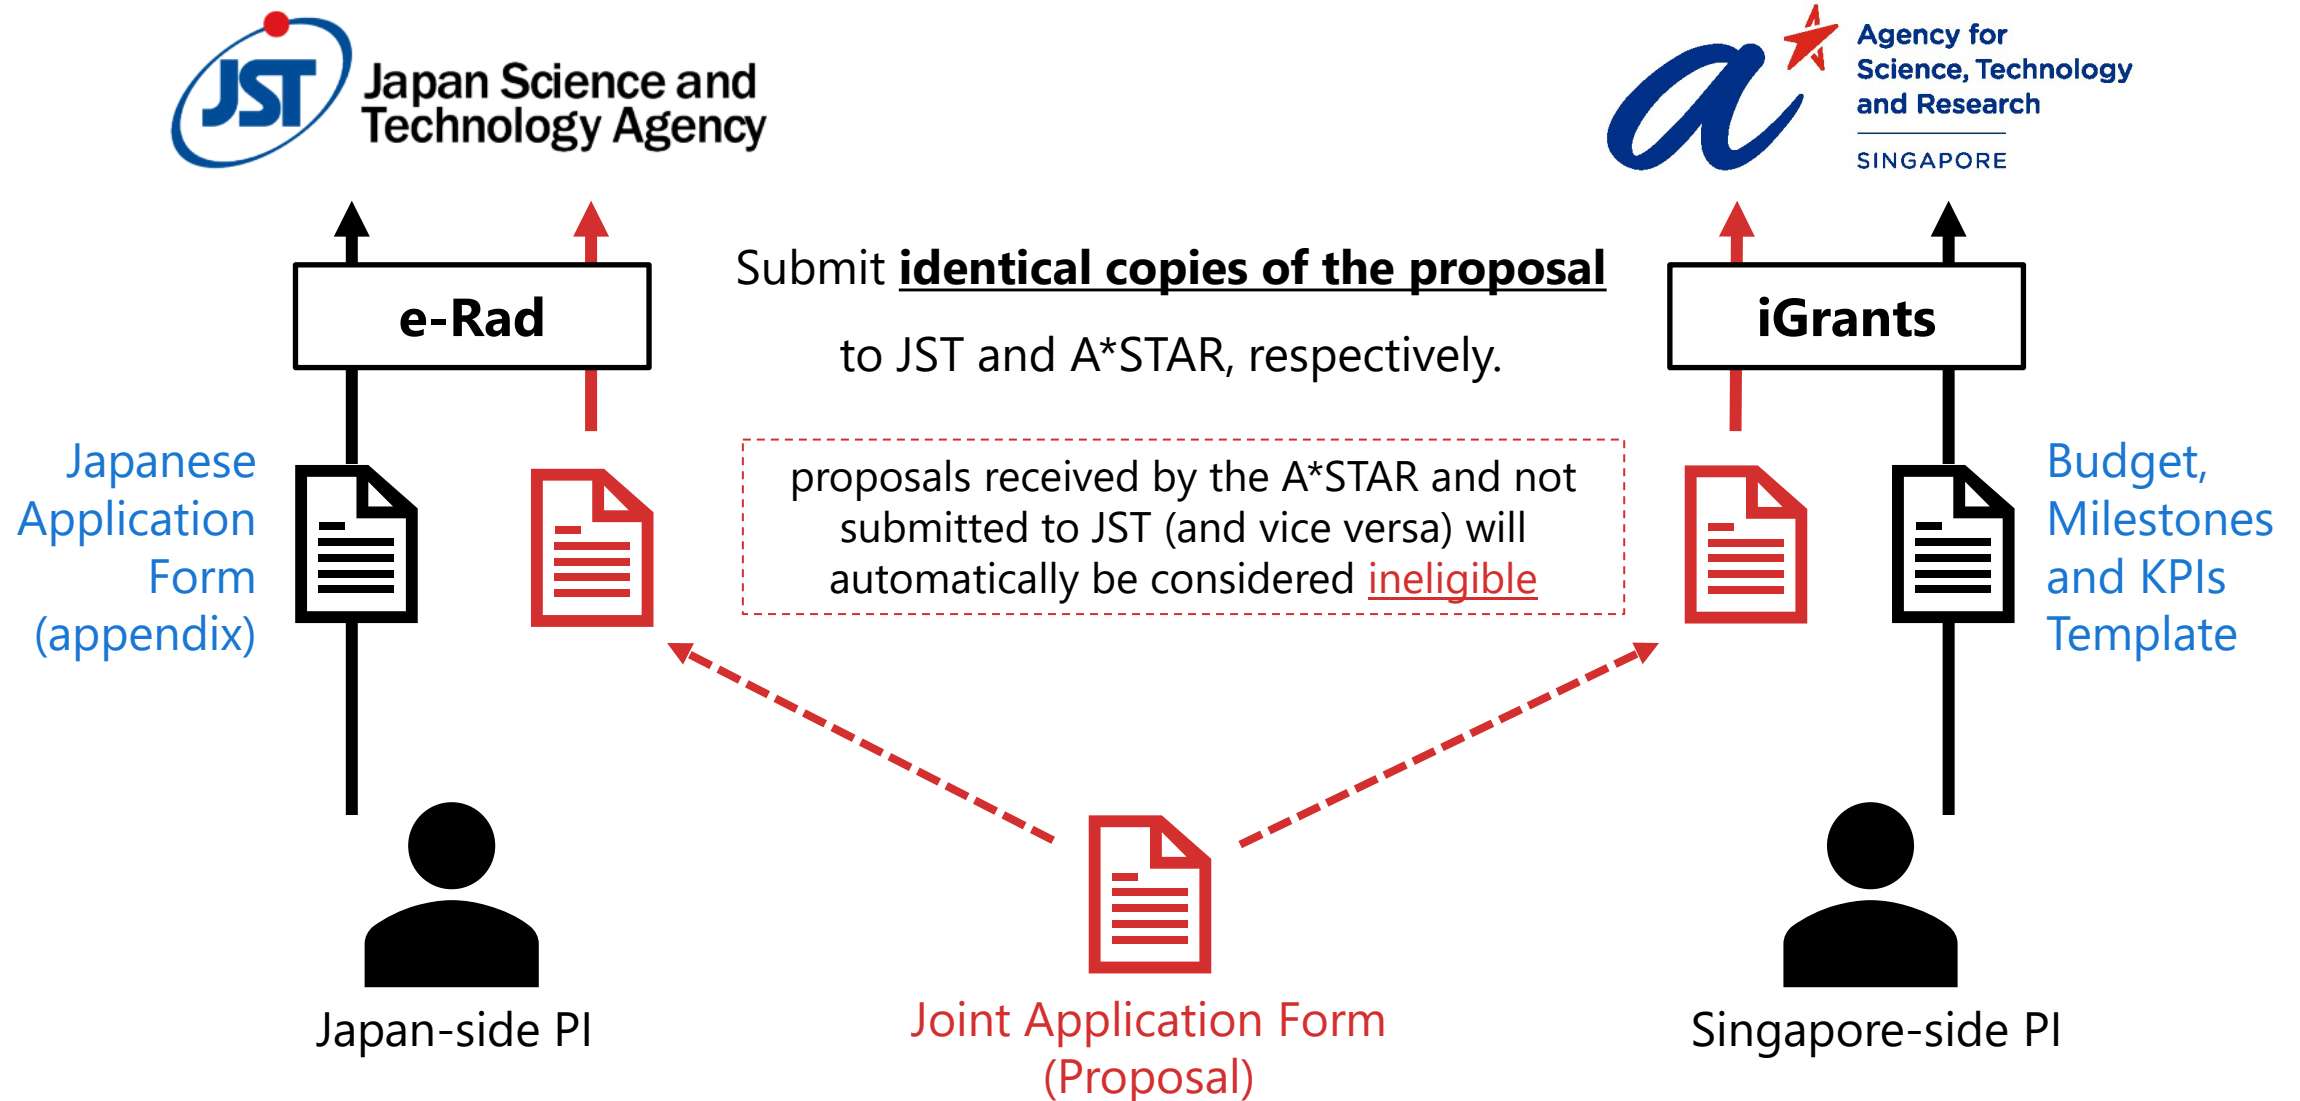 JST
Japan Science and
Technology Agency
a
Agency for
Science, Technology
and Research
SINGAPORE
e-Rad
Submit identical copies of the proposal
to JST and A*STAR, respectively.
iGrants
Japanese
Application
Form
(appendix)
proposals received by the A*STAR and not
submitted to JST (and vice versa) will
automatically be considered ineligible
Budget,
Milestones
and KPIs
Template
Japan-side PI
Joint Application Form
(Proposal)
Singapore-side PI